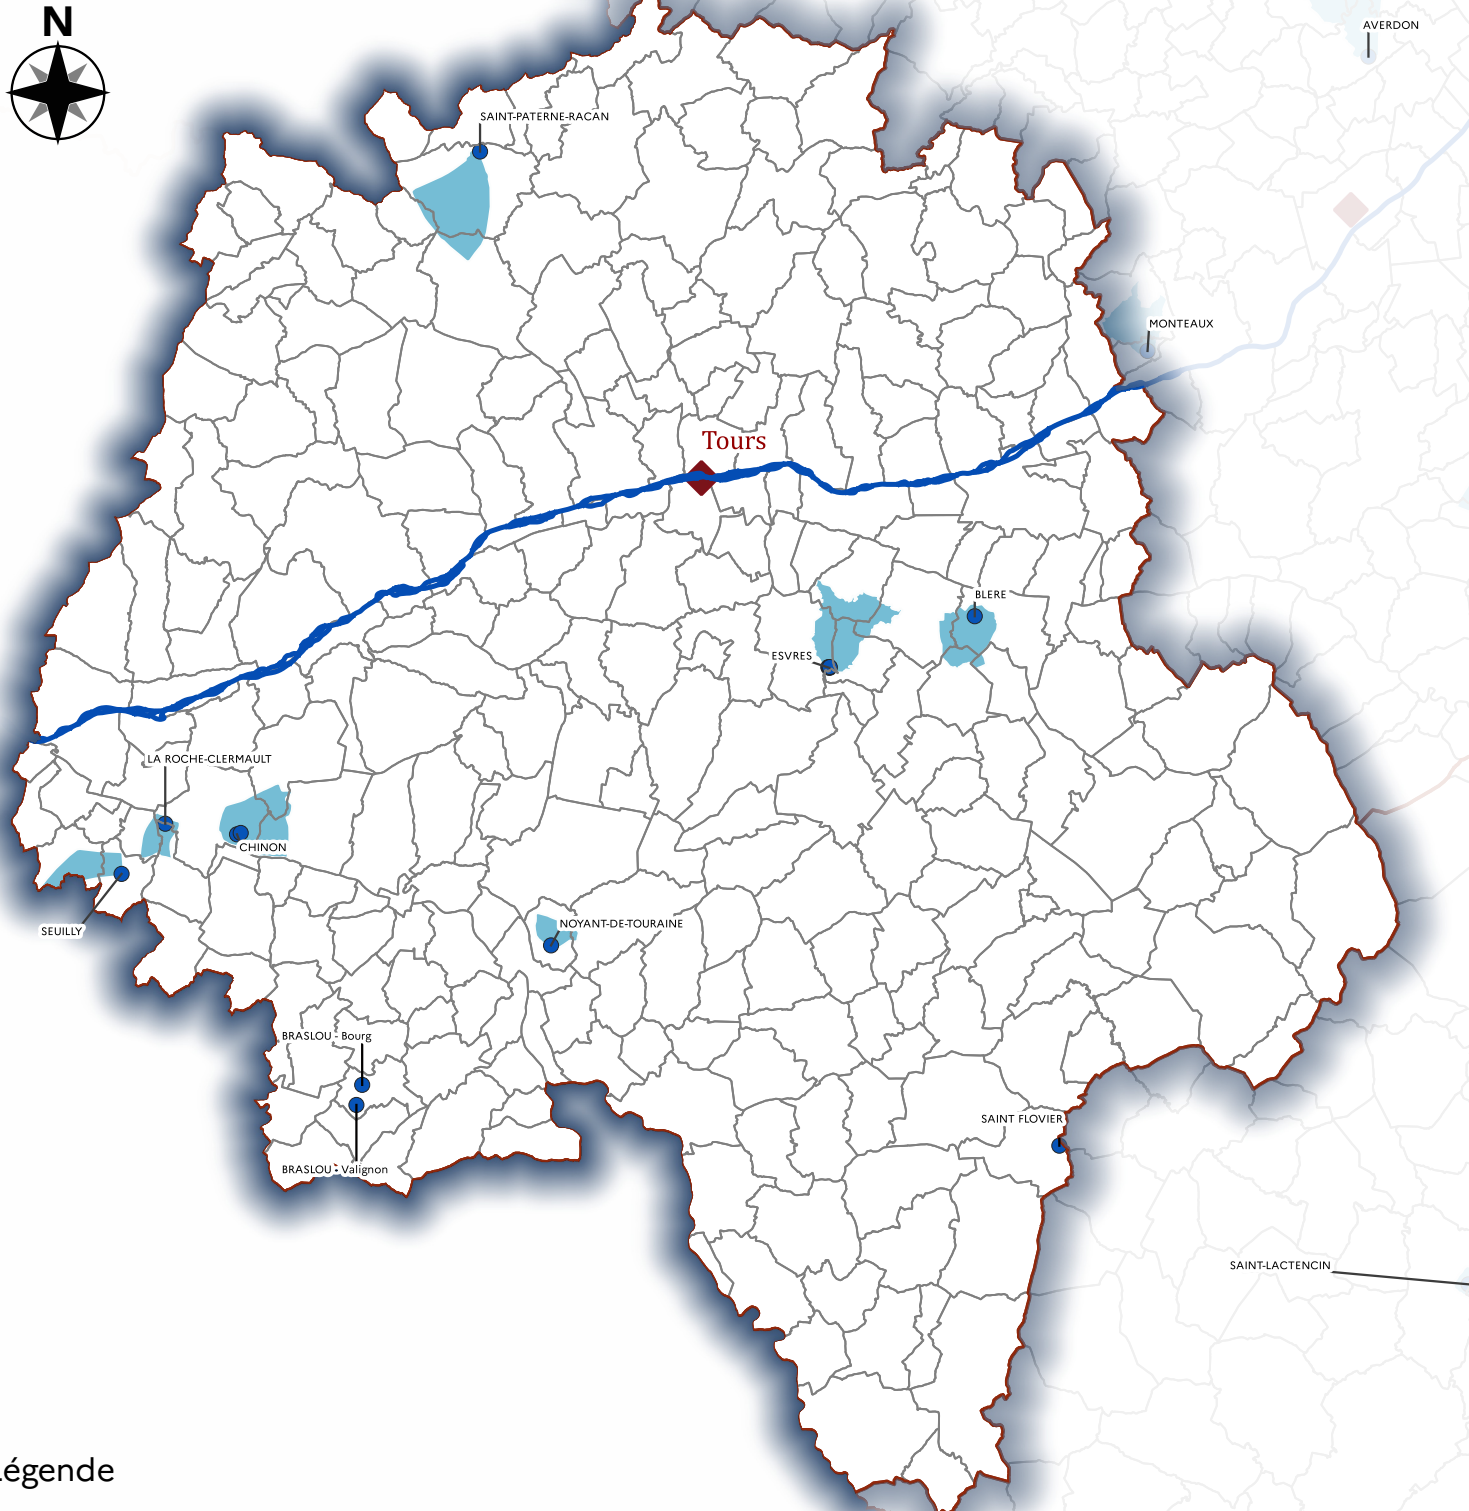 N
AVERDON
SAINT-PATERNE-RACAN
MONTEAUX
Tours
BLERE
ESVRES
LA ROCHE-CLERMAULT
CHINON
SEUILLY
NOYANT-DE-TOURAINE
BRASLOU - Bourg
SAINT FLOVIER
BRASLOU - Valignon
SAINT-LACTENCIN
Légende